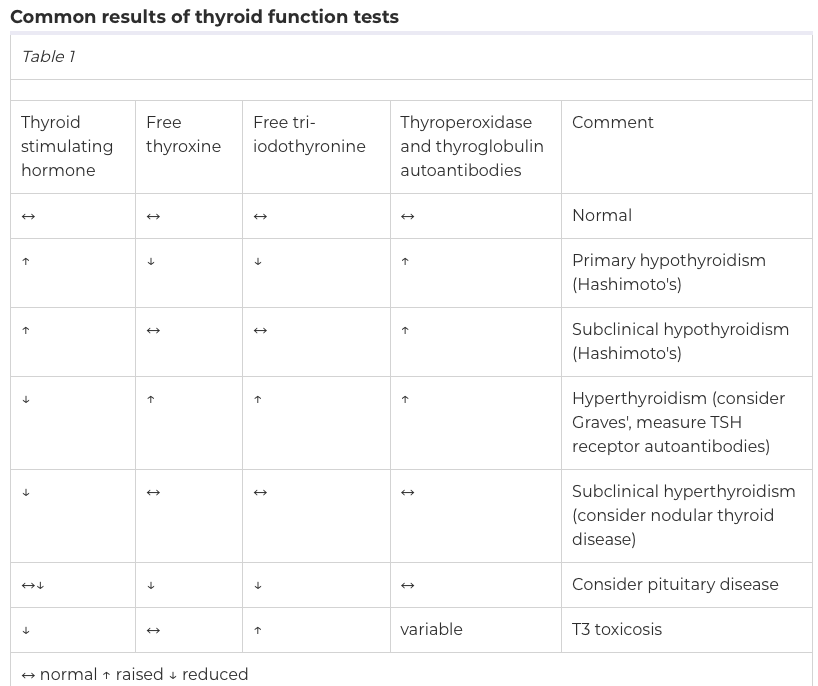 Common results of thyroid function tests
Table 1
Thyroid stimulating hormone | Free thyroxine | Free tri-iodothyronine | Thyroperoxidase and thyroglobulin autoantibodies | Comment
↔ | ↔ | ↔ | ↔ | Normal
↑ | ↓ | ↓ | ↑ | Primary hypothyroidism (Hashimoto's)
↑ | ↔ | ↔ | ↑ | Subclinical hypothyroidism (Hashimoto's)
↓ | ↑ | ↑ | ↑ | Hyperthyroidism (consider Graves', measure TSH receptor autoantibodies)
↓ | ↔ | ↔ | ↔ | Subclinical hyperthyroidism (consider nodular thyroid disease)
↔↓ | ↓ | ↓ | ↔ | Consider pituitary disease
↓ | ↔ | ↑ | variable | T3 toxicosis
↔ normal ↑ raised ↓ reduced